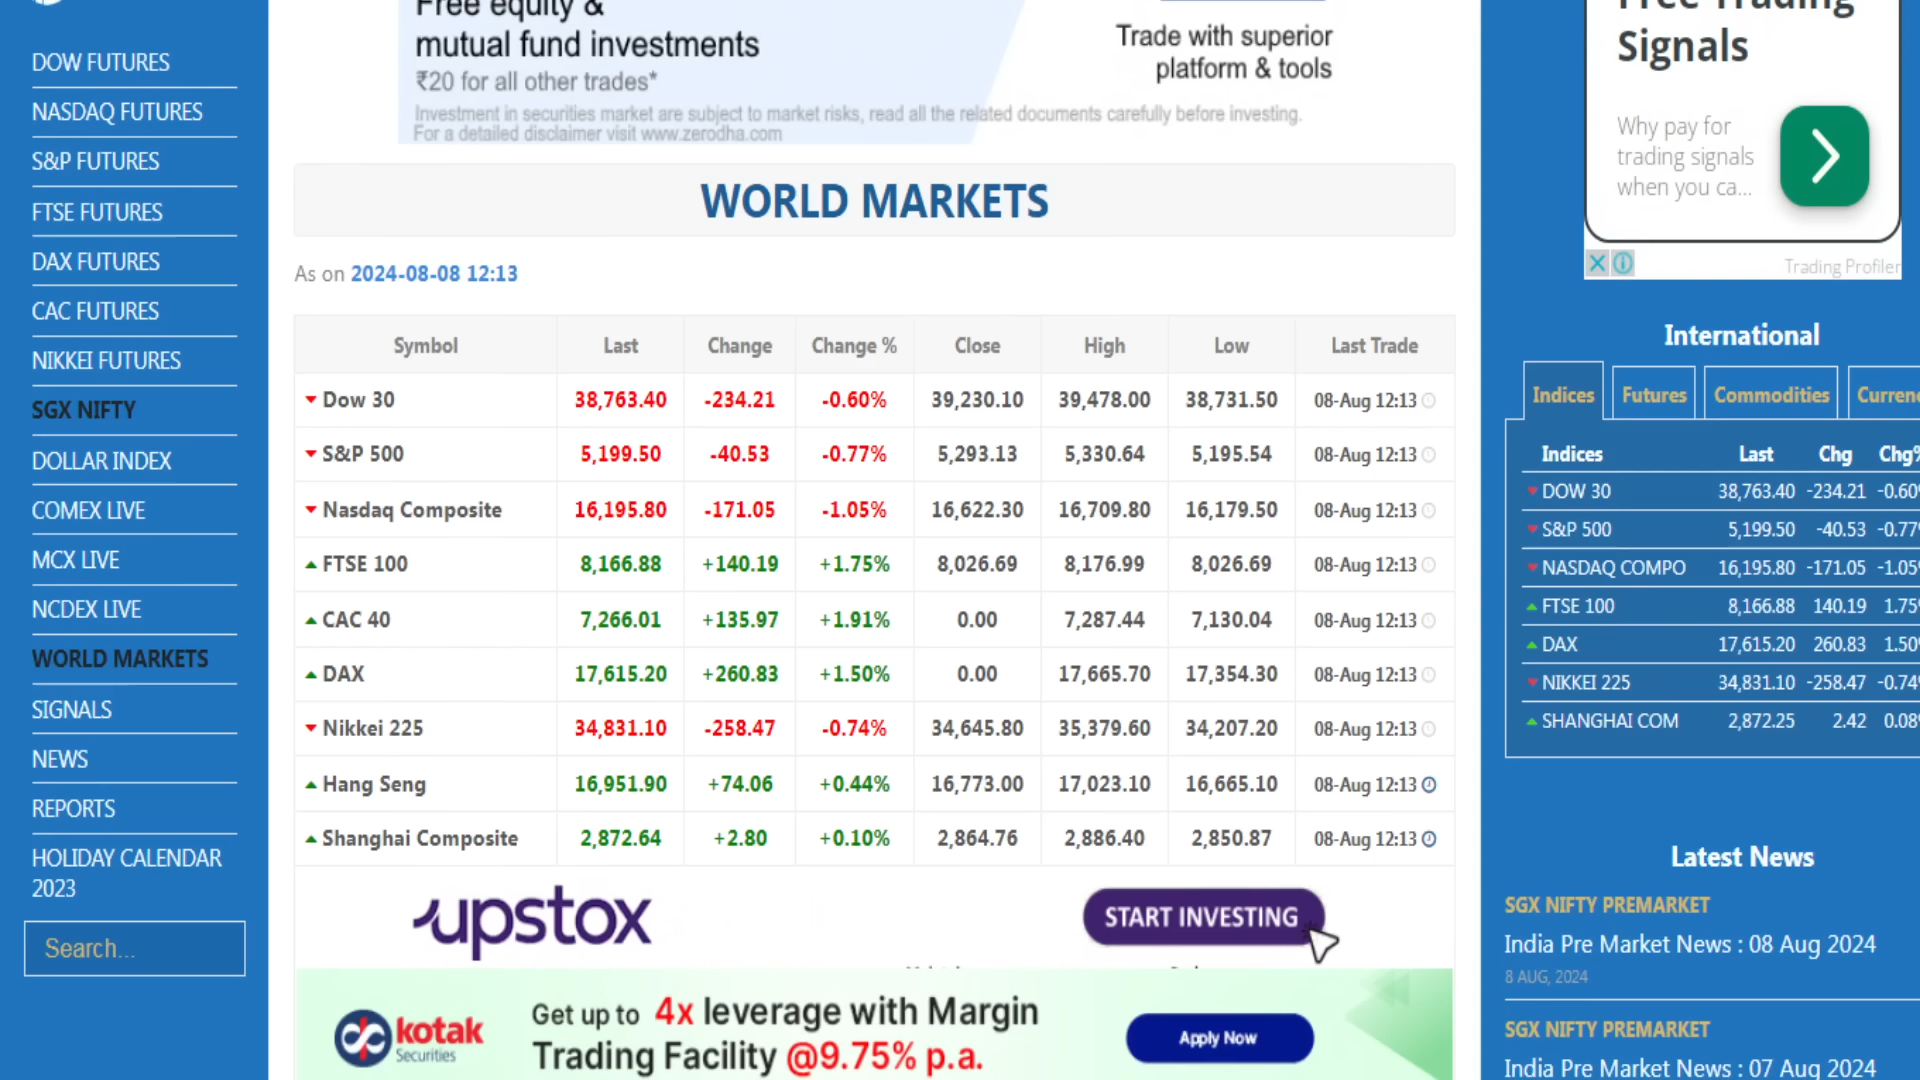 DOW FUTURES
NASDAQ FUTURES
S&P FUTURES
FTSE FUTURES
DAX FUTURES
CAC FUTURES
NIKKEI FUTURES
SGX NIFTY
DOLLAR INDEX
COMEX LIVE
MCX LIVE
NCDEX LIVE
WORLD MARKETS
SIGNALS
NEWS
REPORTS
HOLIDAY CALENDAR
2023
Search...
Free equity &
mutual fund investments
₹20 for all other trades*
Trade with superior
platform & tools
Investment in securities market are subject to market risks, read all the related documents carefully before investing.
For a detailed disclaimer visit www.zerodha.com
WORLD MARKETS
As on 2024-08-08 12:13
Symbol Last Change Change % Close High Low Last Trade
Dow 30 38,763.40 -234.21 -0.60% 39,230.10 39,478.00 38,731.50 08-Aug 12:13
S&P 500 5,199.50 -40.53 -0.77% 5,293.13 5,330.64 5,195.54 08-Aug 12:13
Nasdaq Composite 16,195.80 -171.05 -1.05% 16,622.30 16,709.80 16,179.50 08-Aug 12:13
FTSE 100 8,166.88 +140.19 +1.75% 8,026.69 8,176.99 8,026.69 08-Aug 12:13
CAC 40 7,266.01 +135.97 +1.91% 0.00 7,287.44 7,130.04 08-Aug 12:13
DAX 17,615.20 +260.83 +1.50% 0.00 17,665.70 17,354.30 08-Aug 12:13
Nikkei 225 34,831.10 -258.47 -0.74% 34,645.80 35,379.60 34,207.20 08-Aug 12:13
Hang Seng 16,951.90 +74.06 +0.44% 16,773.00 17,023.10 16,665.10 08-Aug 12:13
Shanghai Composite 2,872.64 +2.80 +0.10% 2,864.76 2,886.40 2,850.87 08-Aug 12:13
upstox START INVESTING
kotak
Securities
Get up to 4x leverage with Margin
Trading Facility @9.75% p.a.
Apply Now
Free Trading
Signals
Why pay for
trading signals
when you ca...
Trading Profiler
International
Indices Futures Commodities Curren
Indices Last Chg Chg%
DOW 30 38,763.40 -234.21 -0.60%
S&P 500 5,199.50 -40.53 -0.77
NASDAQ COMPO 16,195.80 -171.05 -1.05
FTSE 100 8,166.88 140.19 1.75
DAX 17,615.20 260.83 1.50
NIKKEI 225 34,831.10 -258.47 -0.74
SHANGHAI COM 2,872.25 2.42 0.08
Latest News
SGX NIFTY PREMARKET
India Pre Market News : 08 Aug 2024
8 AUG, 2024
SGX NIFTY PREMARKET
India Pre Market News : 07 Aug 2024